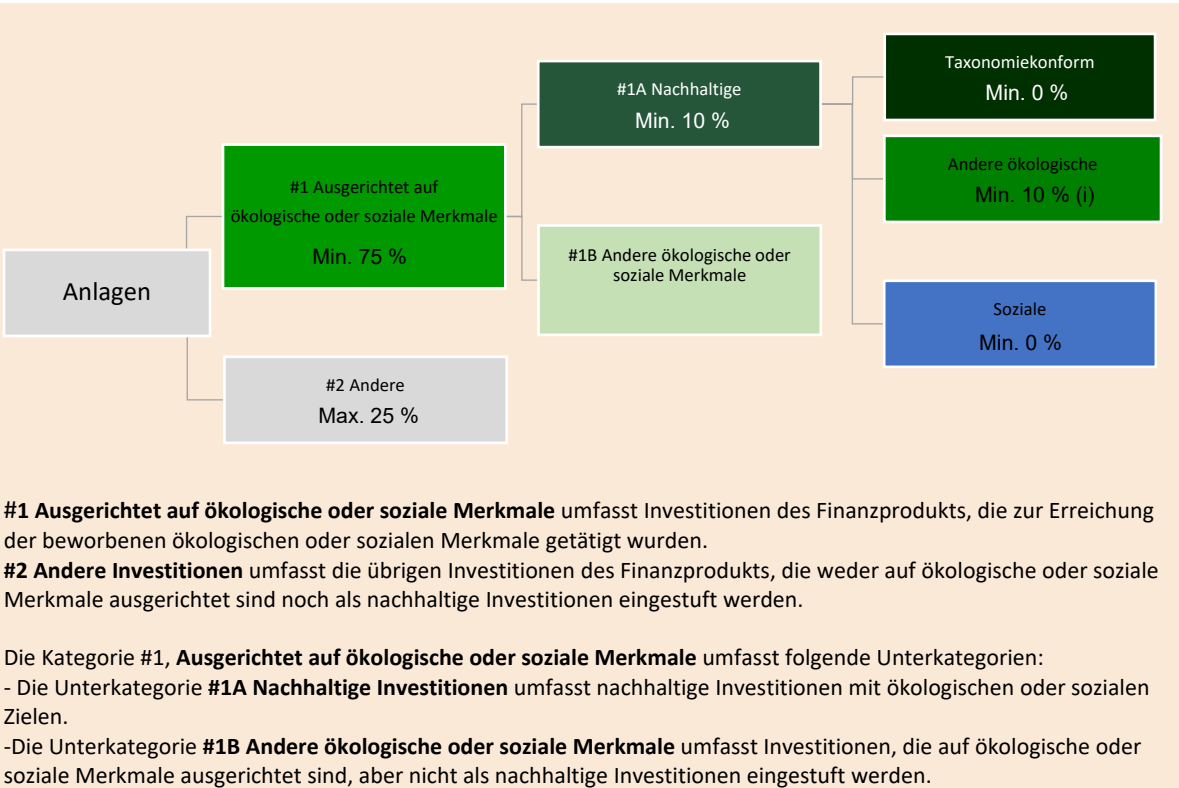 Anlagen
#1 Ausgerichtet auf
ökologische oder soziale Merkmale
Min. 75 %
#2 Andere
Max. 25 %
#1A Nachhaltige
Min. 10 %
#1B Andere ökologische oder
soziale Merkmale
Taxonomiekonform
Min. 0 %
Andere ökologische
Min. 10 % (i)
Soziale
Min. 0 %
#1 Ausgerichtet auf ökologische oder soziale Merkmale umfasst Investitionen des Finanzprodukts, die zur Erreichung
der beworbenen ökologischen oder sozialen Merkmale getätigt wurden.
#2 Andere Investitionen umfasst die übrigen Investitionen des Finanzprodukts, die weder auf ökologische oder soziale
Merkmale ausgerichtet sind noch als nachhaltige Investitionen eingestuft werden.
Die Kategorie #1, Ausgerichtet auf ökologische oder soziale Merkmale umfasst folgende Unterkategorien:
- Die Unterkategorie #1A Nachhaltige Investitionen umfasst nachhaltige Investitionen mit ökologischen oder sozialen
Zielen.
-Die Unterkategorie #1B Andere ökologische oder soziale Merkmale umfasst Investitionen, die auf ökologische oder
soziale Merkmale ausgerichtet sind, aber nicht als nachhaltige Investitionen eingestuft werden.